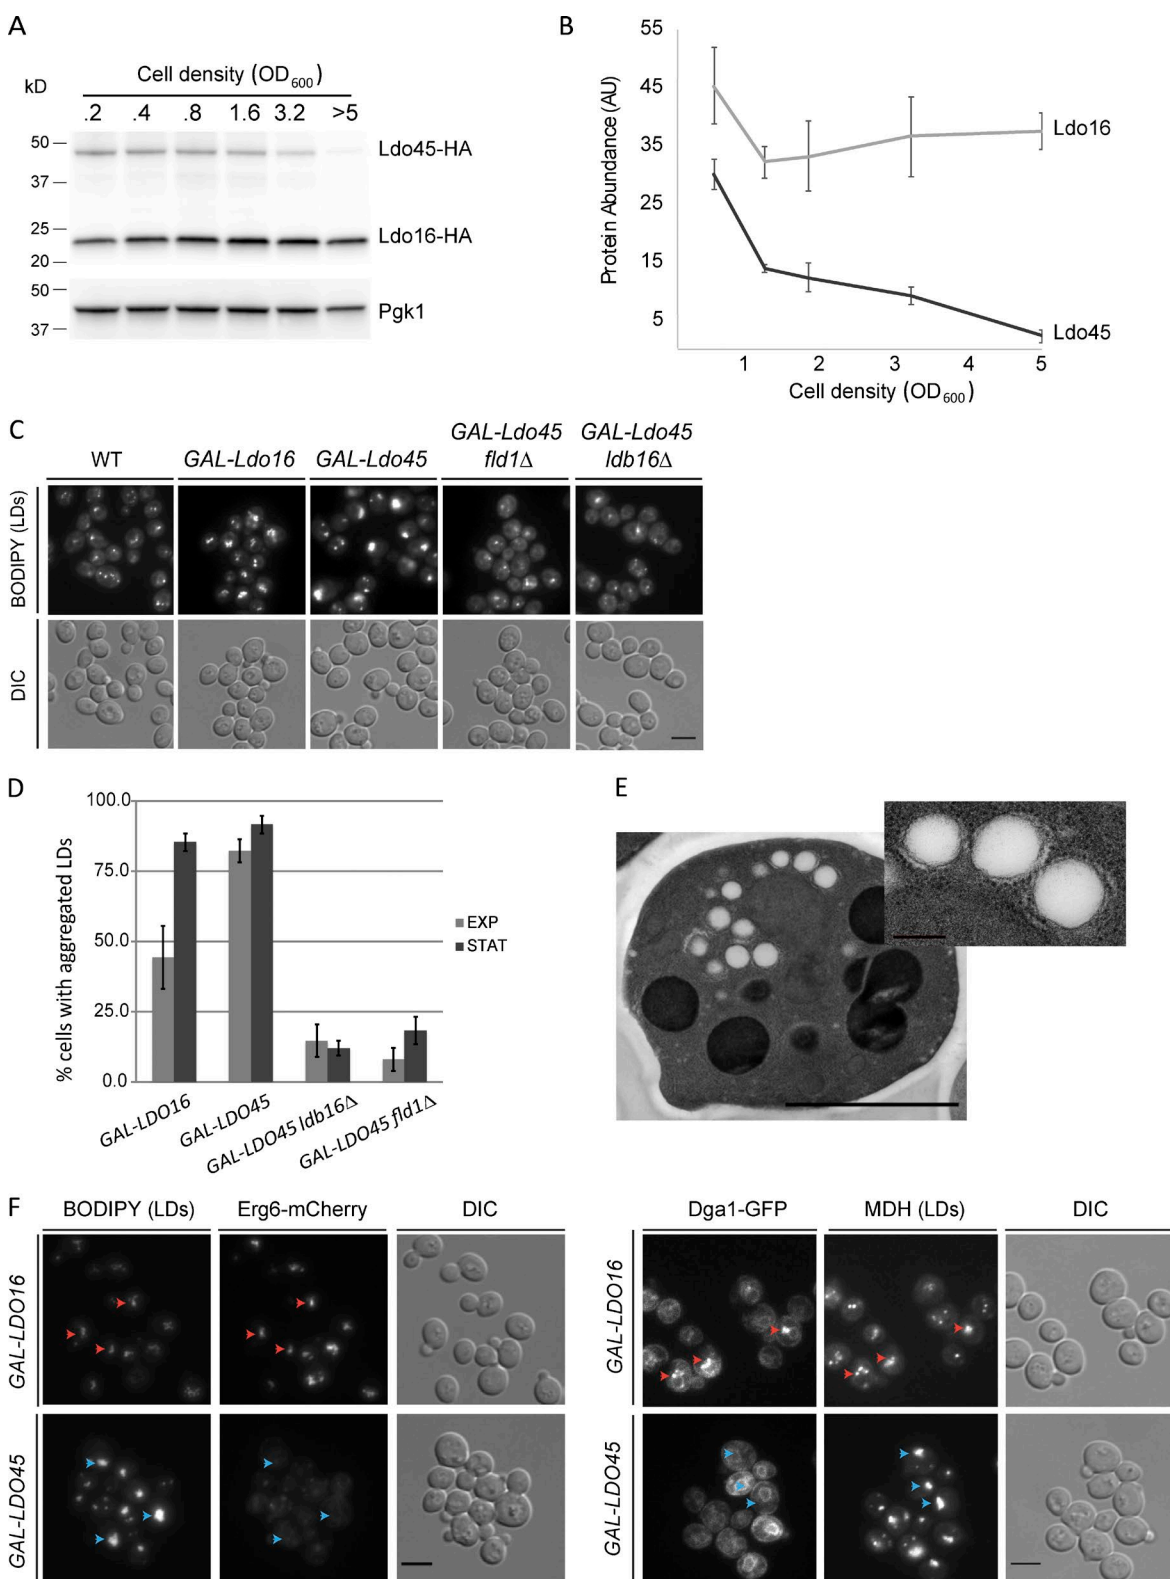 A
Cell density (OD600)
kD
.2 .4 .8 1.6 3.2 >5
50
37
25
20
50
37
Ldo45-HA
Ldo16-HA
Pgk1
B
Protein Abundance (AU)
55
45
35
25
15
5
1 2 3 4 5
Cell density (OD600)
Ldo16
Ldo45
C
WT
GAL-Ldo16
GAL-Ldo45
GAL-Ldo45
fld1Δ
GAL-Ldo45
ldb16Δ
BODIPY (LDs)
DIC
D
% cells with aggregated LDs
100.0
75.0
50.0
25.0
0.0
EXP
STAT
GAL-LDO16
GAL-LDO45
GAL-LDO45 ldb16Δ
GAL-LDO45 fld1Δ
E
F
BODIPY (LDs) Erg6-mCherry DIC
GAL-LDO16
GAL-LDO45
Dga1-GFP MDH (LDs) DIC
GAL-LDO16
GAL-LDO45